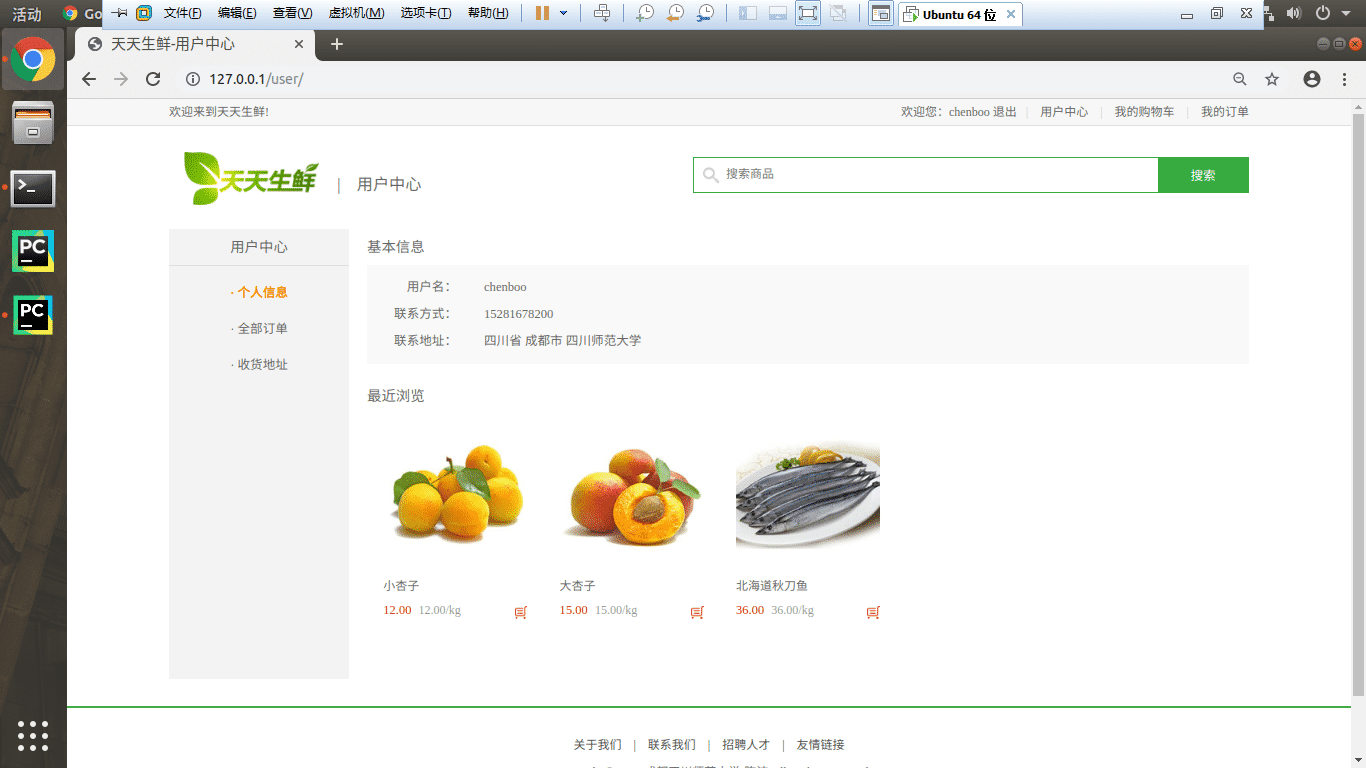 活动 Go 文件(F) 编辑(E) 查看(V) 虚拟机(M) 选项卡(T) 帮助(H) Ubuntu 64 位
天天生鲜-用户中心
127.0.0.1/user/
欢迎来到天天生鲜! 欢迎您：chenboo 退出 | 用户中心 | 我的购物车 | 我的订单
天天生鲜 | 用户中心 搜索商品 搜索
用户中心
· 个人信息
· 全部订单
· 收货地址
基本信息
用户名： chenboo
联系方式： 15281678200
联系地址： 四川省 成都市 四川师范大学
最近浏览
小杏子 大杏子 北海道秋刀鱼
12.00 12.00/kg 15.00 15.00/kg 36.00 36.00/kg
关于我们 | 联系我们 | 招聘人才 | 友情链接